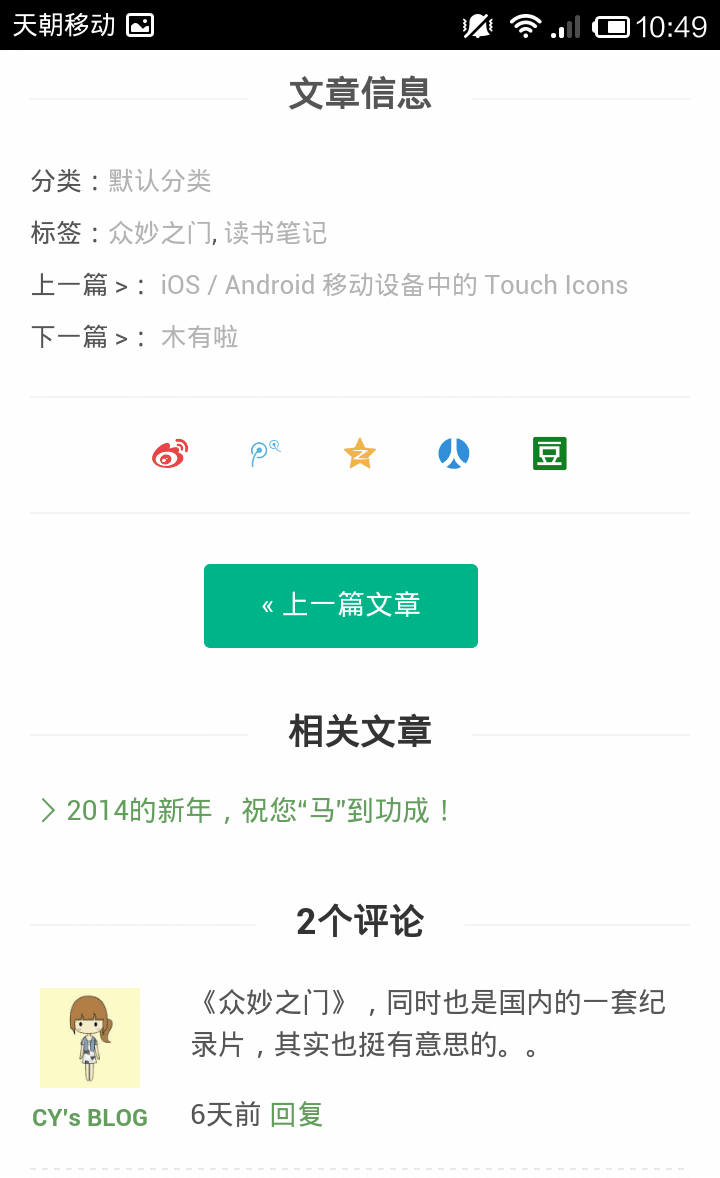 天朝移动 10:49
文章信息
分类：默认分类
标签：众妙之门, 读书笔记
上一篇 >： iOS / Android 移动设备中的 Touch Icons
下一篇 >： 木有啦
豆
« 上一篇文章
相关文章
2014的新年，祝您“马”到功成！
2个评论
《众妙之门》，同时也是国内的一套纪
录片，其实也挺有意思的。。
CY's BLOG
6天前 回复